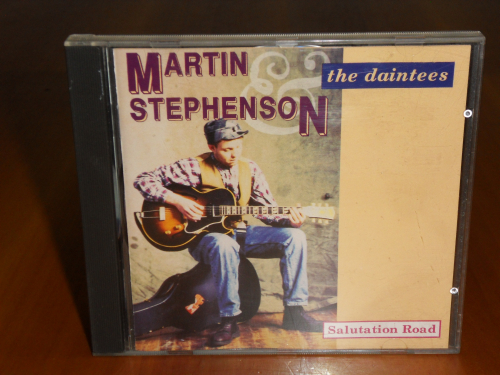 MARTIN &
STEPHENSON
the daintees
Salutation Road